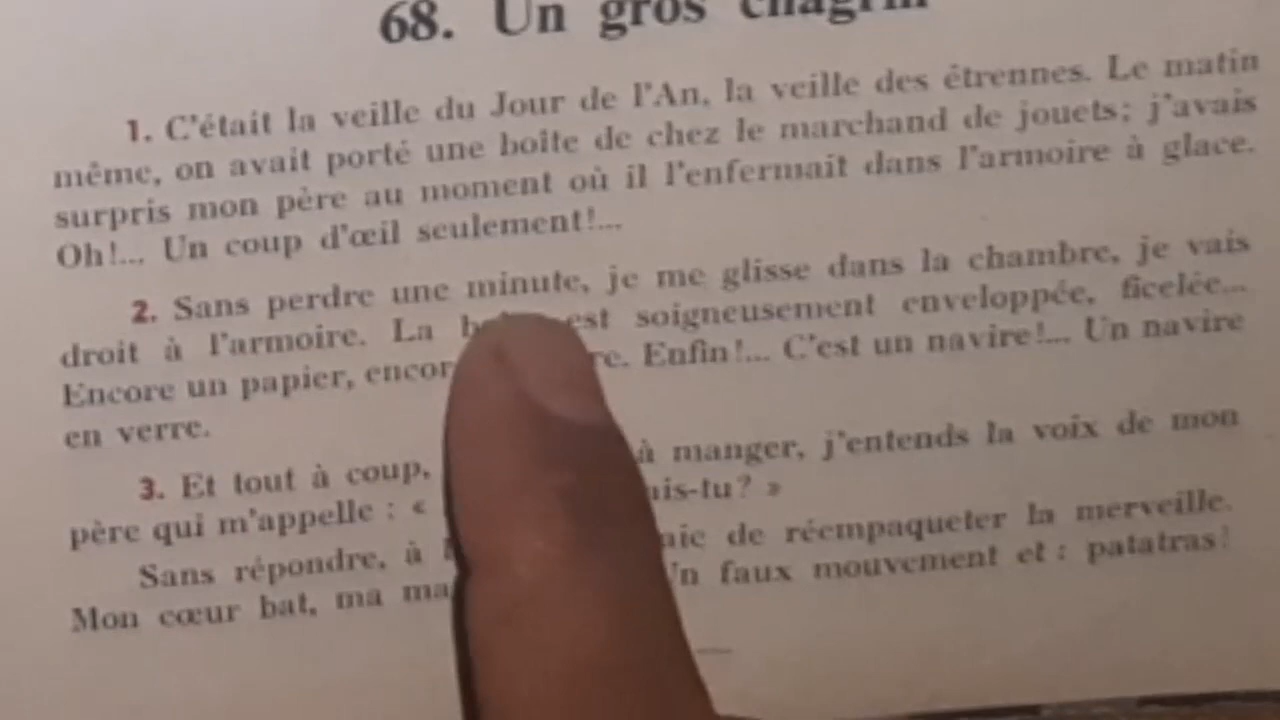 68. Un gros chagrin
1. C'était la veille du Jour de l'An, la veille des étrennes. Le matin
même, on avait porté une boîte de chez le marchand de jouets; j'avais
surpris mon père au moment où il l'enfermait dans l'armoire à glace.
Oh!... Un coup d'œil seulement!...
2. Sans perdre une minute, je me glisse dans la chambre, je vais
droit à l'armoire. La est soigneusement enveloppée, ficelée...
Encore un papier, Enfin!... C'est un navire!... Un navire
en verre.
3. Et tout à coup, à manger, j'entends la voix de mon
père qui m'appelle : «
Sans répondre, à de réempaqueter la merveille.
Mon cœur bat, ma faux mouvement et : patatras!